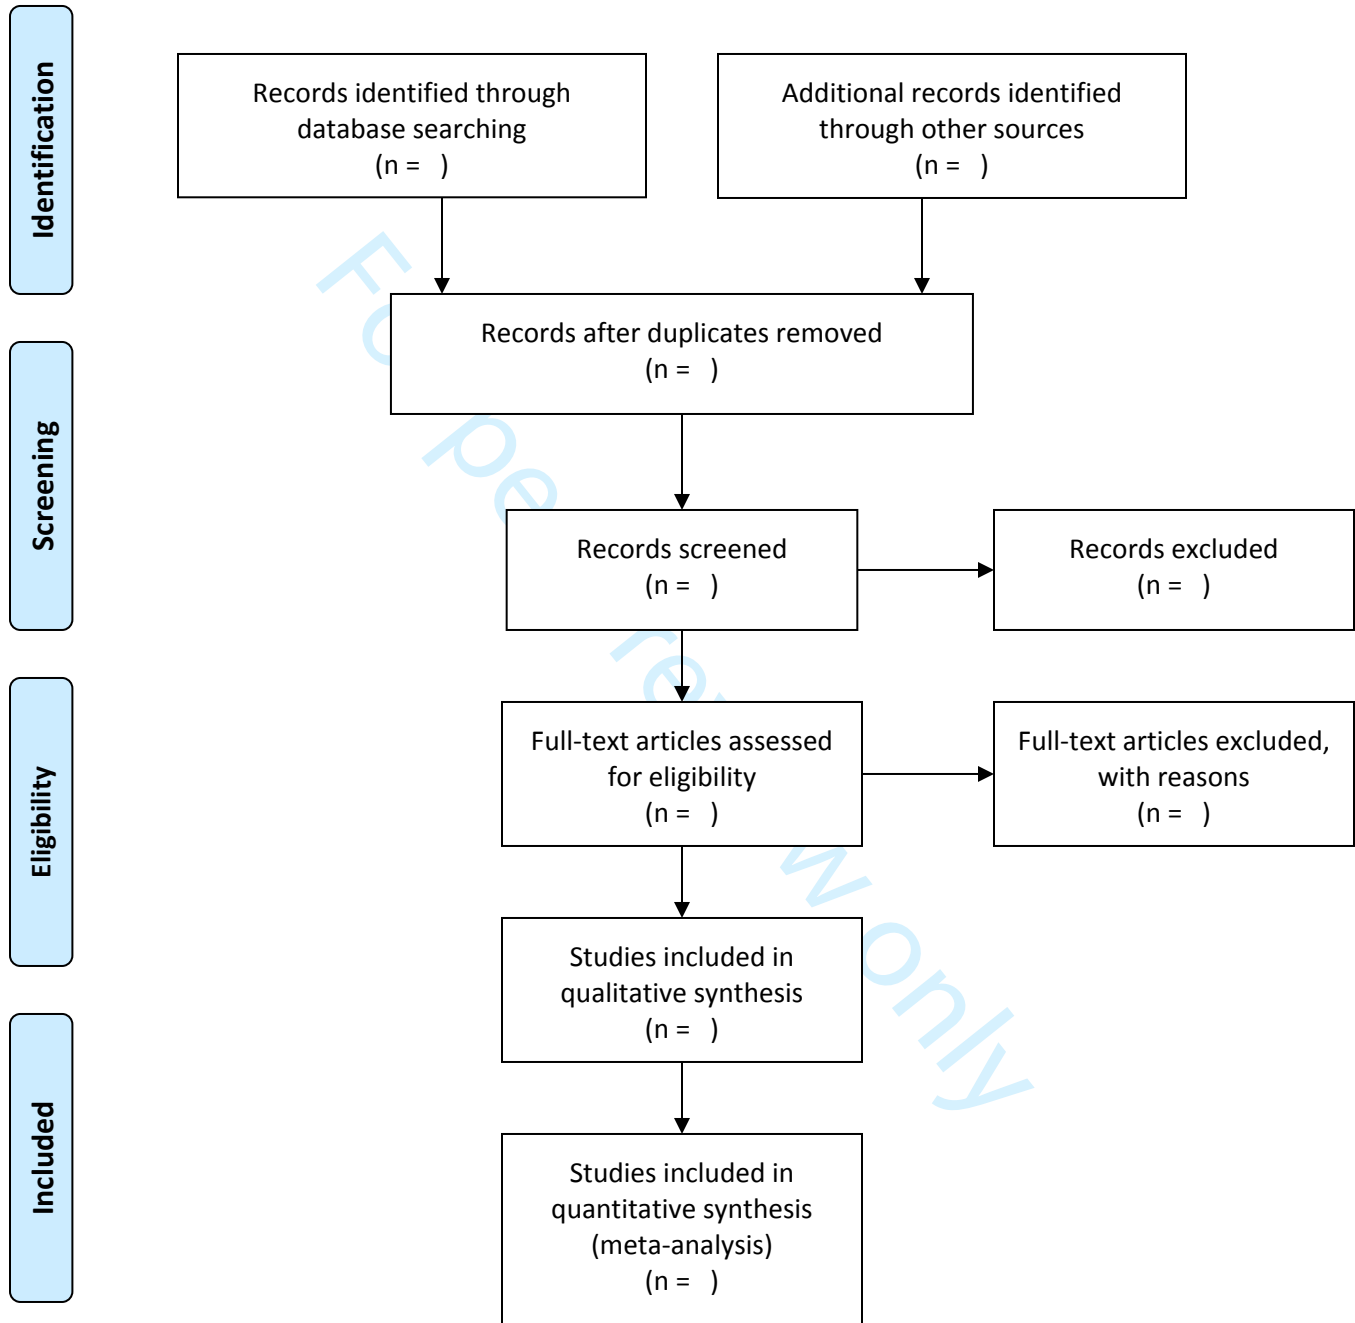 Identification
Records identified through
database searching
(n =   )
Additional records identified
through other sources
(n =   )
Records after duplicates removed
(n =   )
Screening
Records screened
(n =   )
Records excluded
(n =   )
Eligibility
Full-text articles assessed
for eligibility
(n =   )
Full-text articles excluded,
with reasons
(n =   )
Studies included in
qualitative synthesis
(n =   )
Included
Studies included in
quantitative synthesis
(meta-analysis)
(n =   )
For peer review only